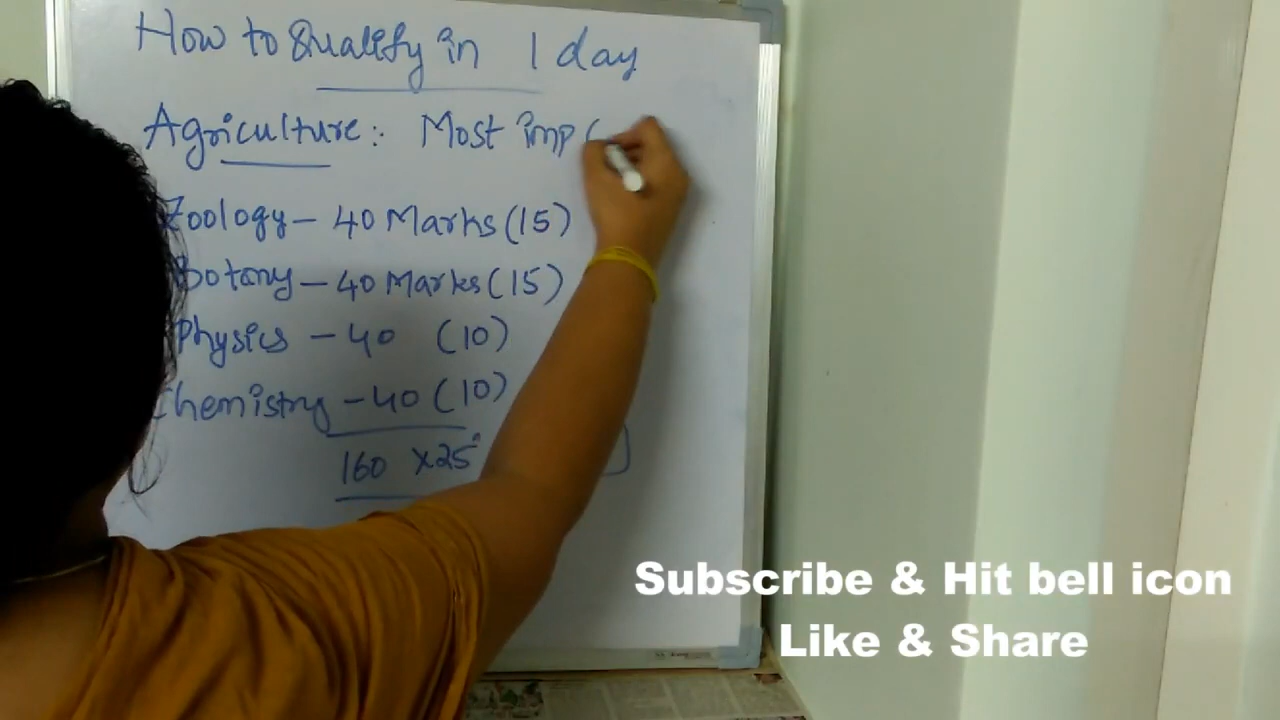 How to Qualify in 1 day
Agriculture: Most imp (
Zoology - 40 Marks (15)
Botany - 40 Marks (15)
Physics - 40 (10)
Chemistry - 40 (10)
160 x25
Subscribe & Hit bell icon
Like & Share